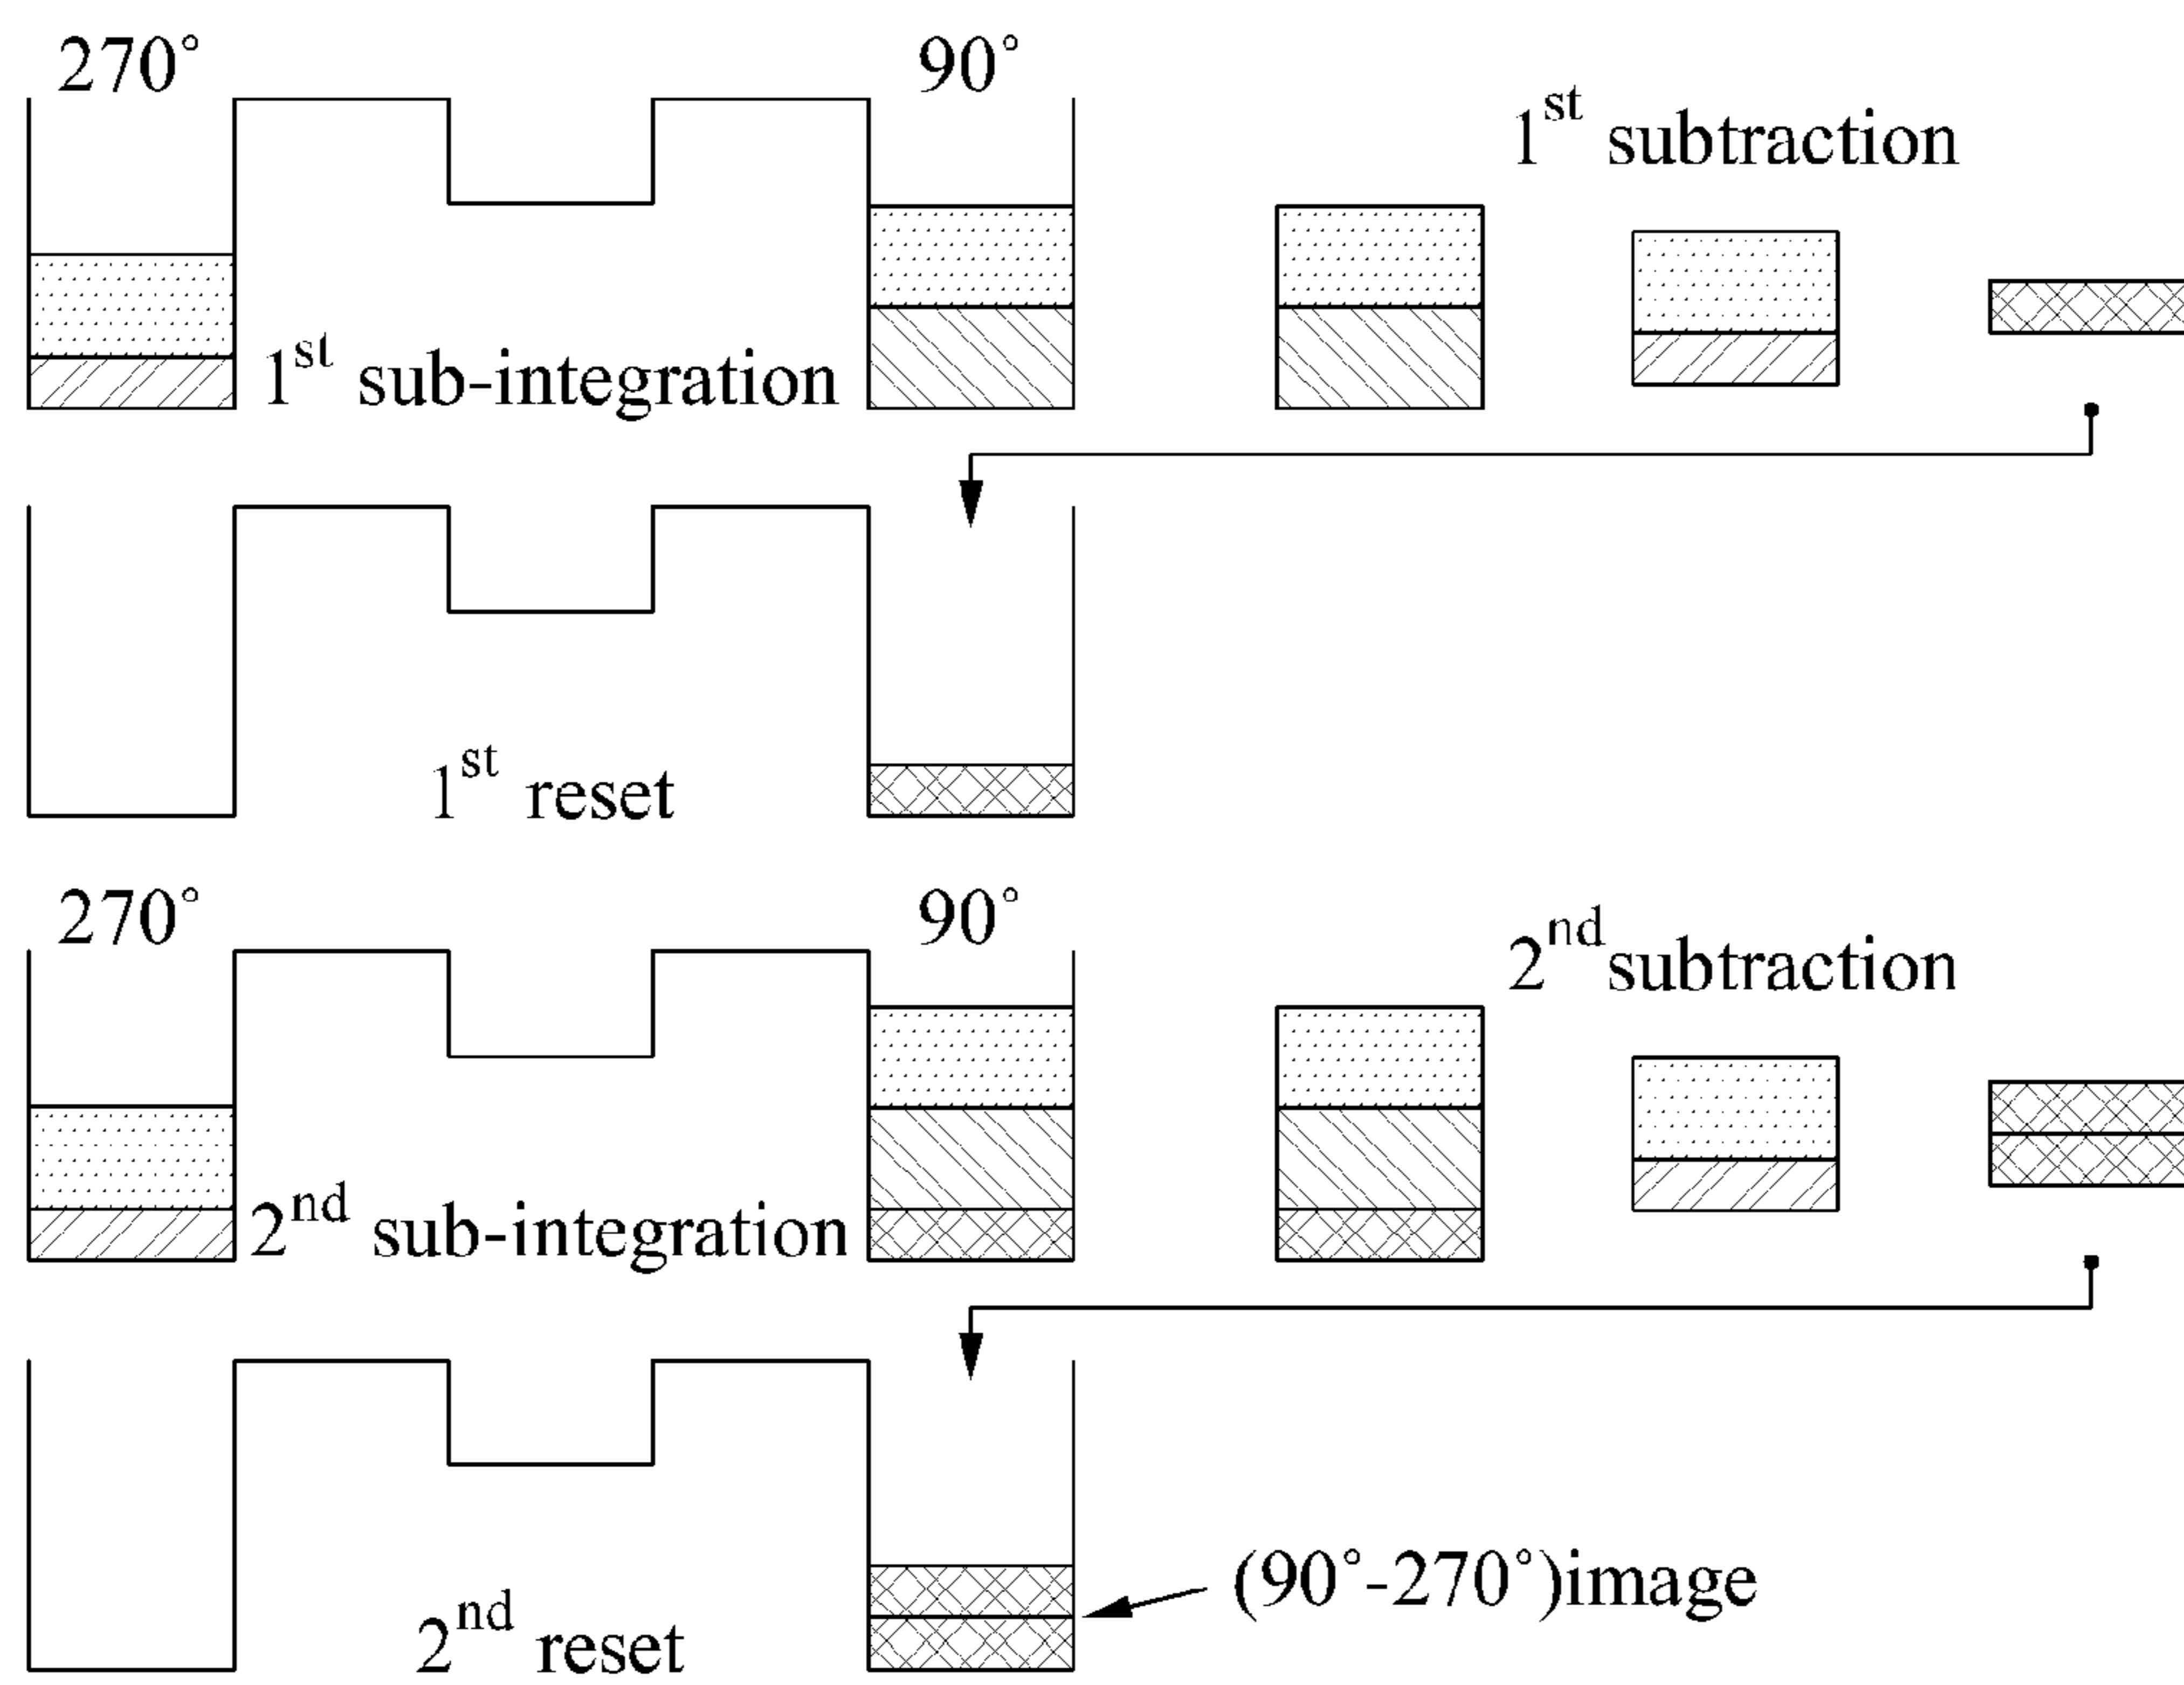 270°
90°
1st subtraction
1st sub-integration
1st reset
270°
90°
2nd subtraction
2nd sub-integration
(90°-270°)image
2nd reset